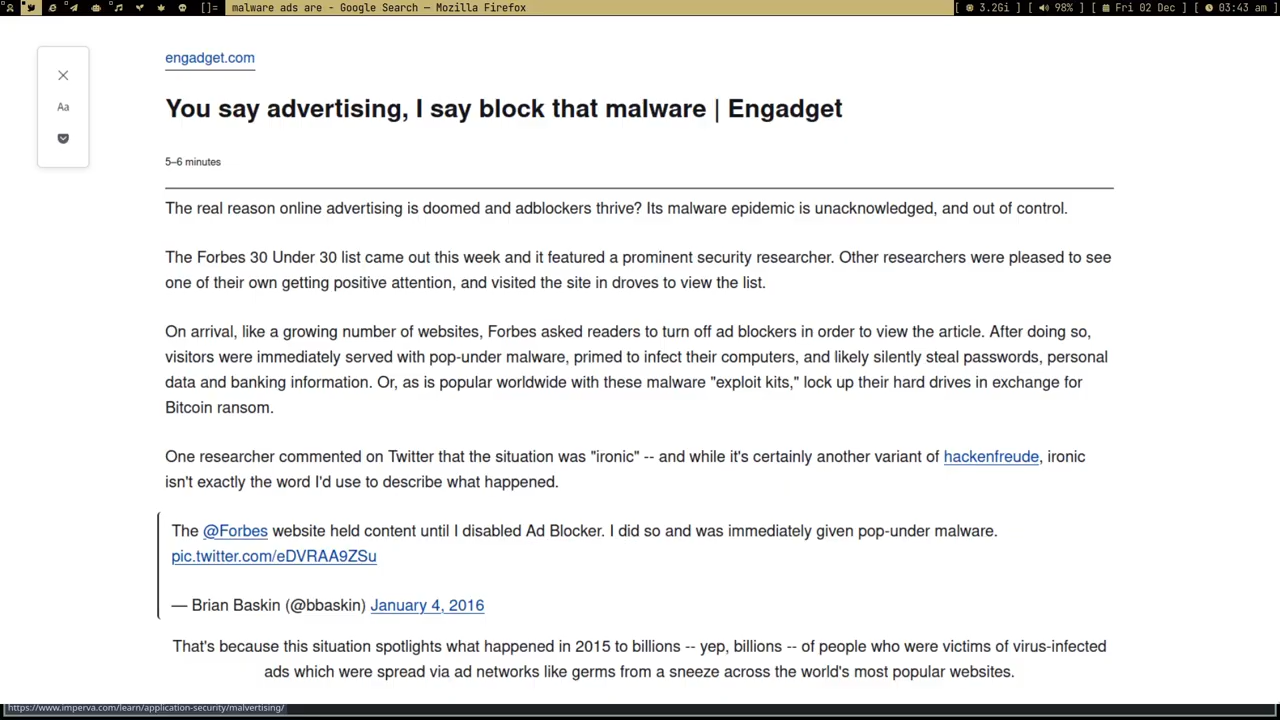 []= malware ads are - Google Search — Mozilla Firefox [ 3.2Gi ] [ 98% ] [ Fri 02 Dec ] [ 03:43 am ]
engadget.com
Aa
You say advertising, I say block that malware | Engadget
5–6 minutes
The real reason online advertising is doomed and adblockers thrive? Its malware epidemic is unacknowledged, and out of control.
The Forbes 30 Under 30 list came out this week and it featured a prominent security researcher. Other researchers were pleased to see
one of their own getting positive attention, and visited the site in droves to view the list.
On arrival, like a growing number of websites, Forbes asked readers to turn off ad blockers in order to view the article. After doing so,
visitors were immediately served with pop-under malware, primed to infect their computers, and likely silently steal passwords, personal
data and banking information. Or, as is popular worldwide with these malware "exploit kits," lock up their hard drives in exchange for
Bitcoin ransom.
One researcher commented on Twitter that the situation was "ironic" -- and while it's certainly another variant of hackenfreude, ironic
isn't exactly the word I'd use to describe what happened.
The @Forbes website held content until I disabled Ad Blocker. I did so and was immediately given pop-under malware.
pic.twitter.com/eDVRAA9ZSu
— Brian Baskin (@bbaskin) January 4, 2016
That's because this situation spotlights what happened in 2015 to billions -- yep, billions -- of people who were victims of virus-infected
ads which were spread via ad networks like germs from a sneeze across the world's most popular websites.
https://www.imperva.com/learn/application-security/malvertising/